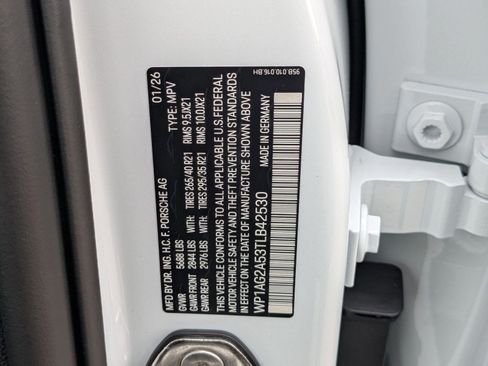 MFD BY DR. ING. H.C. F. PORSCHE AG 01/26
GVWR 5688 LBS TYPE: MPV
GAWR FRONT 2844 LBS WITH: TIRES 265/40 R21 RIMS 9.5JX21
GAWR REAR 2976 LBS WITH: TIRES 295/35 R21 RIMS 10.0JX21
THIS VEHICLE CONFORMS TO ALL APPLICABLE U.S. FEDERAL
MOTOR VEHICLE SAFETY AND THEFT PREVENTION STANDARDS
IN EFFECT ON THE DATE OF MANUFACTURE SHOWN ABOVE
WP1AG2A53TLB42530 MADE IN GERMANY
95B.010.016.BH